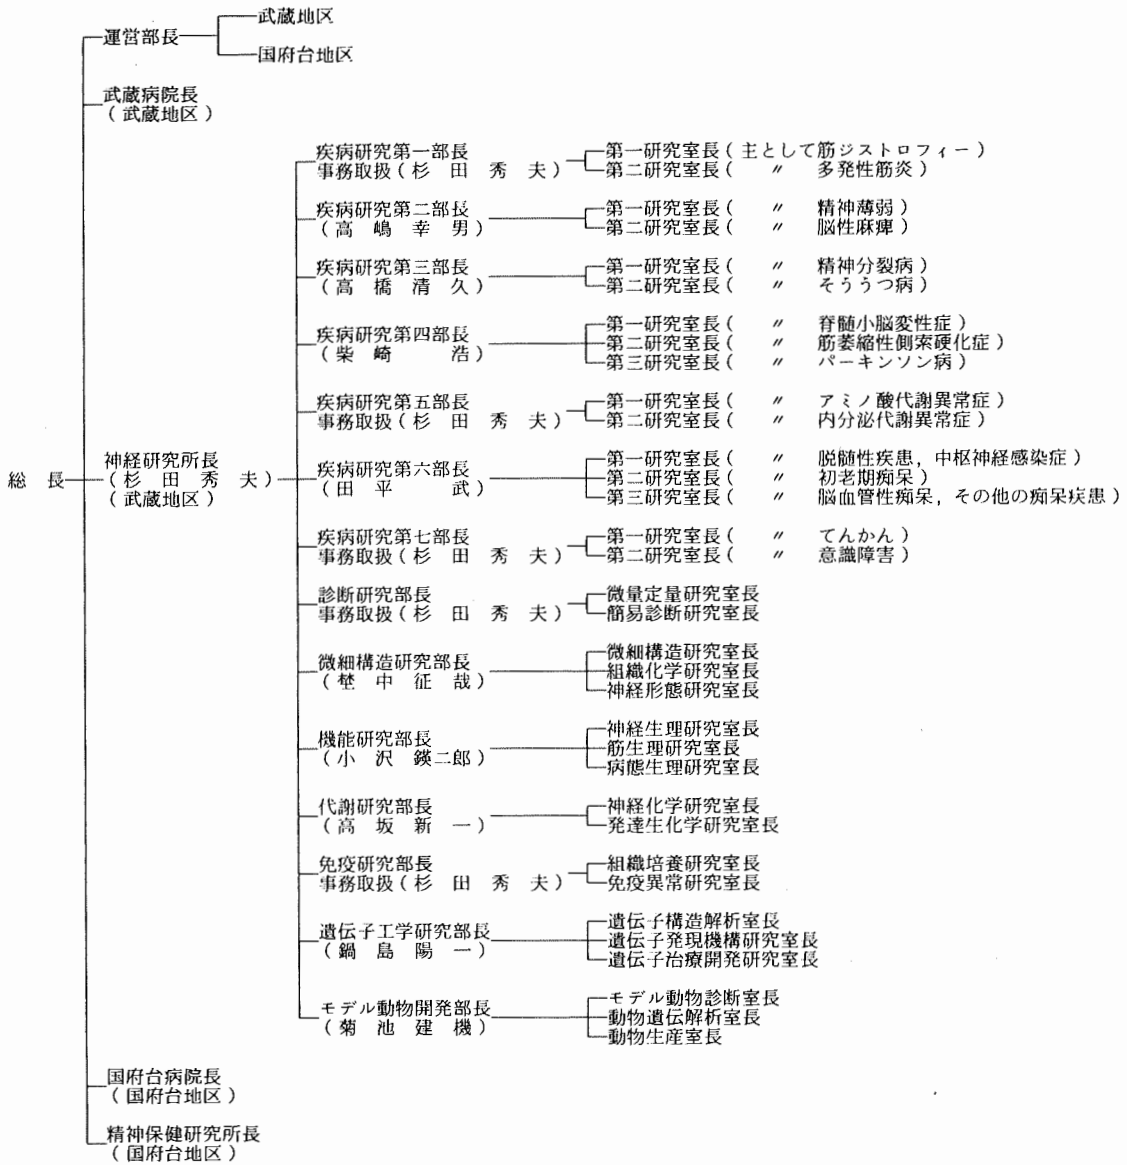 武蔵地区
運営部長
国府台地区
武蔵病院長
(武蔵地区)
疾病研究第一部長
事務取扱(杉田秀夫)
第一研究室長(主として筋ジストロフィー)
第二研究室長(〃多発性筋炎)
疾病研究第二部長
(高嶋幸男)
第一研究室長(〃精神薄弱)
第二研究室長(〃脳性麻痺)
疾病研究第三部長
(高橋清久)
第一研究室長(〃精神分裂病)
第二研究室長(〃そううつ病)
疾病研究第四部長
(柴崎浩)
第一研究室長(〃脊髄小脳変性症)
第二研究室長(〃筋萎縮性側索硬化症)
第三研究室長(〃パーキンソン病)
疾病研究第五部長
事務取扱(杉田秀夫)
第一研究室長(〃アミノ酸代謝異常症)
第二研究室長(〃内分泌代謝異常症)
総長
神経研究所長
(杉田秀夫)
(武蔵地区)
疾病研究第六部長
(田平武)
第一研究室長(〃脱髄性疾患,中枢神経感染症)
第二研究室長(〃初老期痴呆)
第三研究室長(〃脳血管性痴呆,その他の痴呆疾患)
疾病研究第七部長
事務取扱(杉田秀夫)
第一研究室長(〃てんかん)
第二研究室長(〃意識障害)
診断研究部長
事務取扱(杉田秀夫)
微量定量研究室長
簡易診断研究室長
微細構造研究部長
(埜中征哉)
微細構造研究室長
組織化学研究室長
神経形態研究室長
機能研究部長
(小沢鍈二郎)
神経生理研究室長
筋生理研究室長
病態生理研究室長
代謝研究部長
(高坂新一)
神経化学研究室長
発達生化学研究室長
免疫研究部長
事務取扱(杉田秀夫)
組織培養研究室長
免疫異常研究室長
遺伝子工学研究部長
(鍋島陽一)
遺伝子構造解析室長
遺伝子発現機構研究室長
遺伝子治療開発研究室長
モデル動物開発部長
(菊池建機)
モデル動物診断室長
動物遺伝解析室長
動物生産室長
国府台病院長
(国府台地区)
精神保健研究所長
(国府台地区)